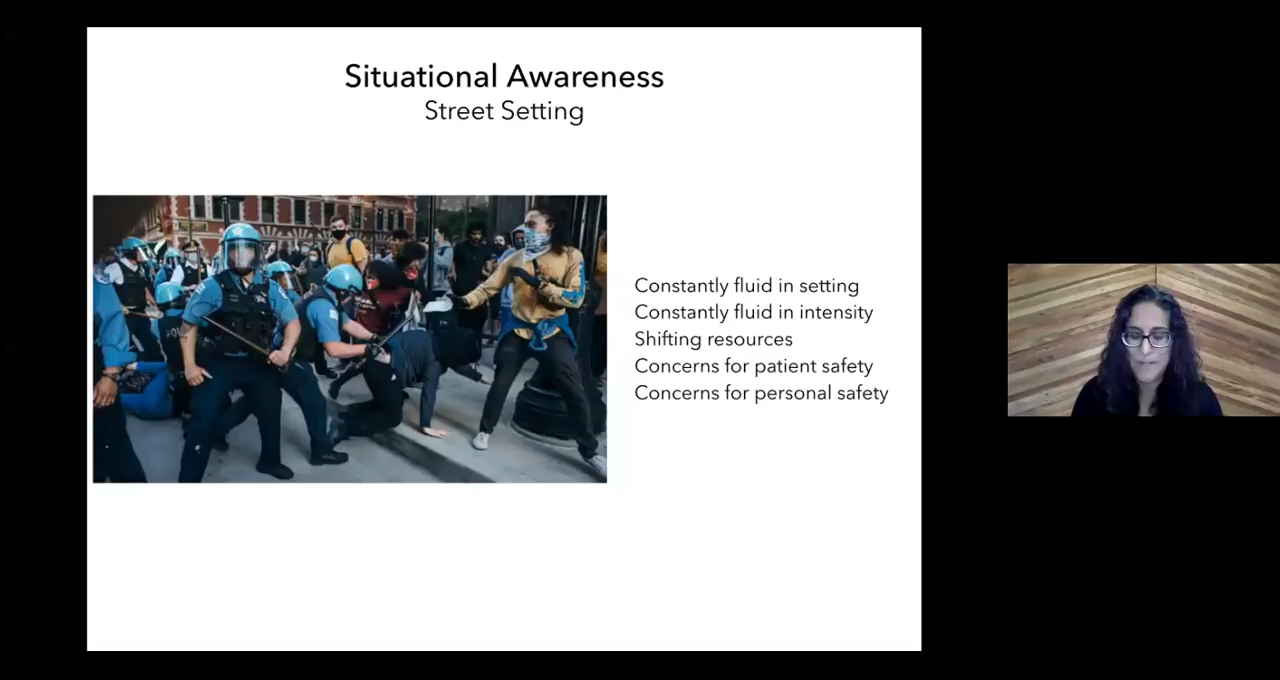 Situational Awareness
Street Setting
Constantly fluid in setting
Constantly fluid in intensity
Shifting resources
Concerns for patient safety
Concerns for personal safety